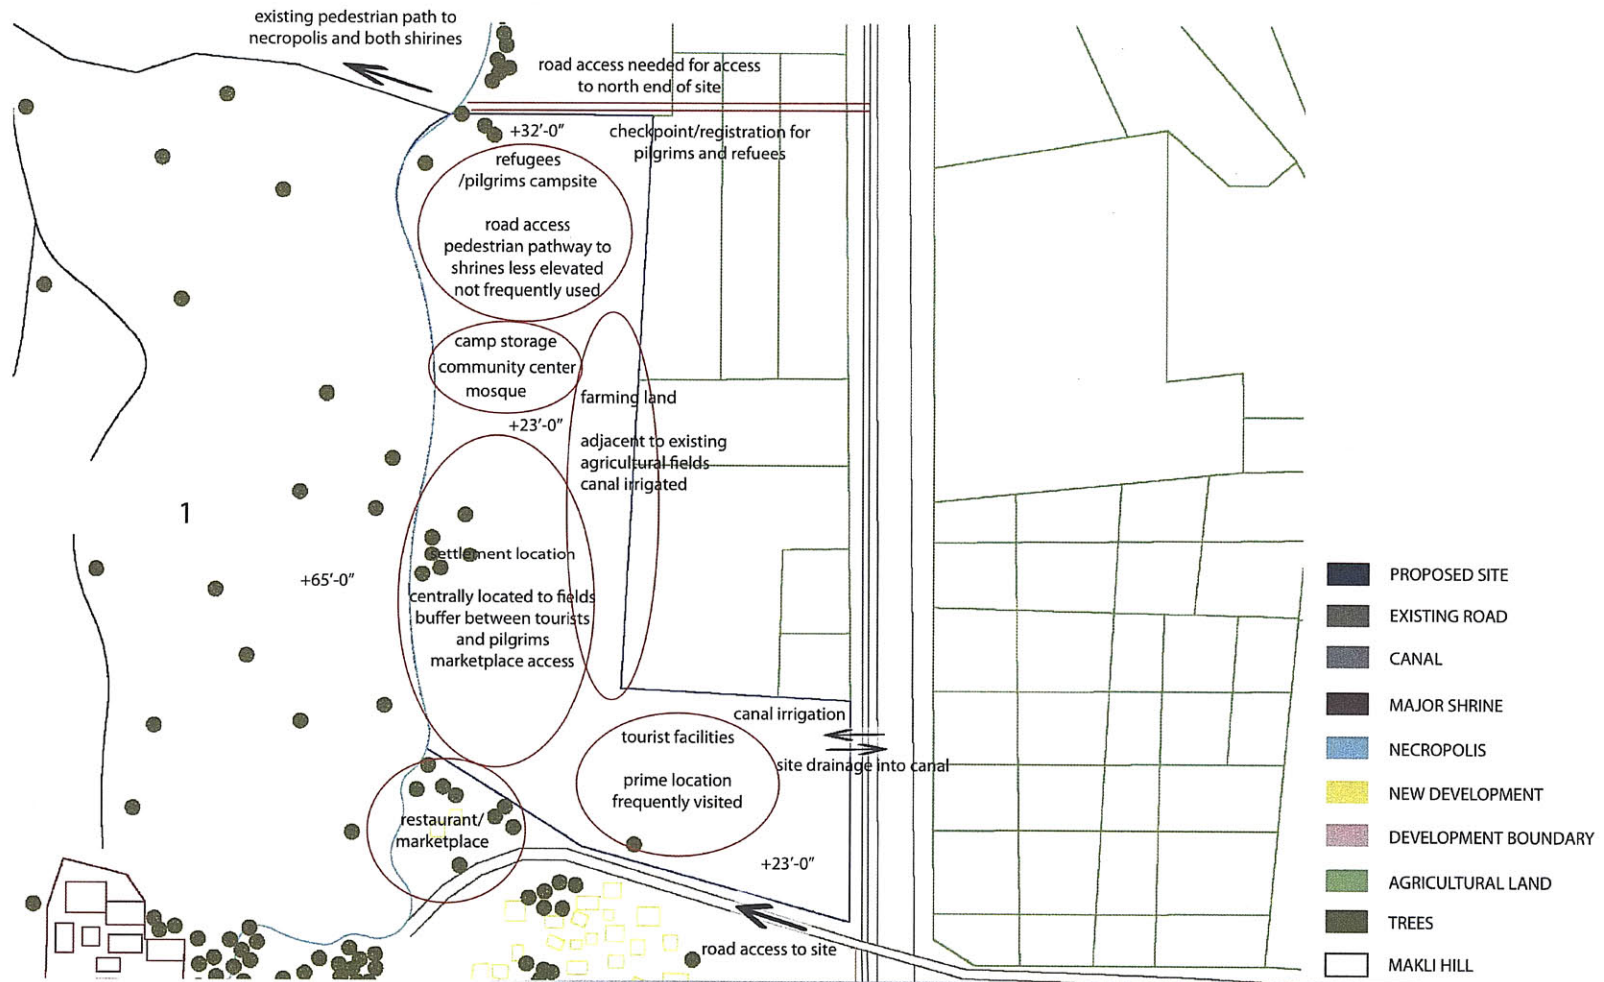 existing pedestrian path to
necropolis and both shrines
road access needed for access
to north end of site
+32'-0"
checkpoint/registration for
pilgrims and refuees
refugees
/pilgrims campsite
road access
pedestrian pathway to
shrines less elevated
not frequently used
camp storage
community center
mosque
farming land
+23'-0"
adjacent to existing
agricultural fields
canal irrigated
1
settlement location
+65'-0"
centrally located to fields
buffer between tourists
and pilgrims
marketplace access
canal irrigation
tourist facilities
site drainage into canal
prime location
frequently visited
restaurant/
marketplace
+23'-0"
road access to site
PROPOSED SITE
EXISTING ROAD
CANAL
MAJOR SHRINE
NECROPOLIS
NEW DEVELOPMENT
DEVELOPMENT BOUNDARY
AGRICULTURAL LAND
TREES
MAKLI HILL